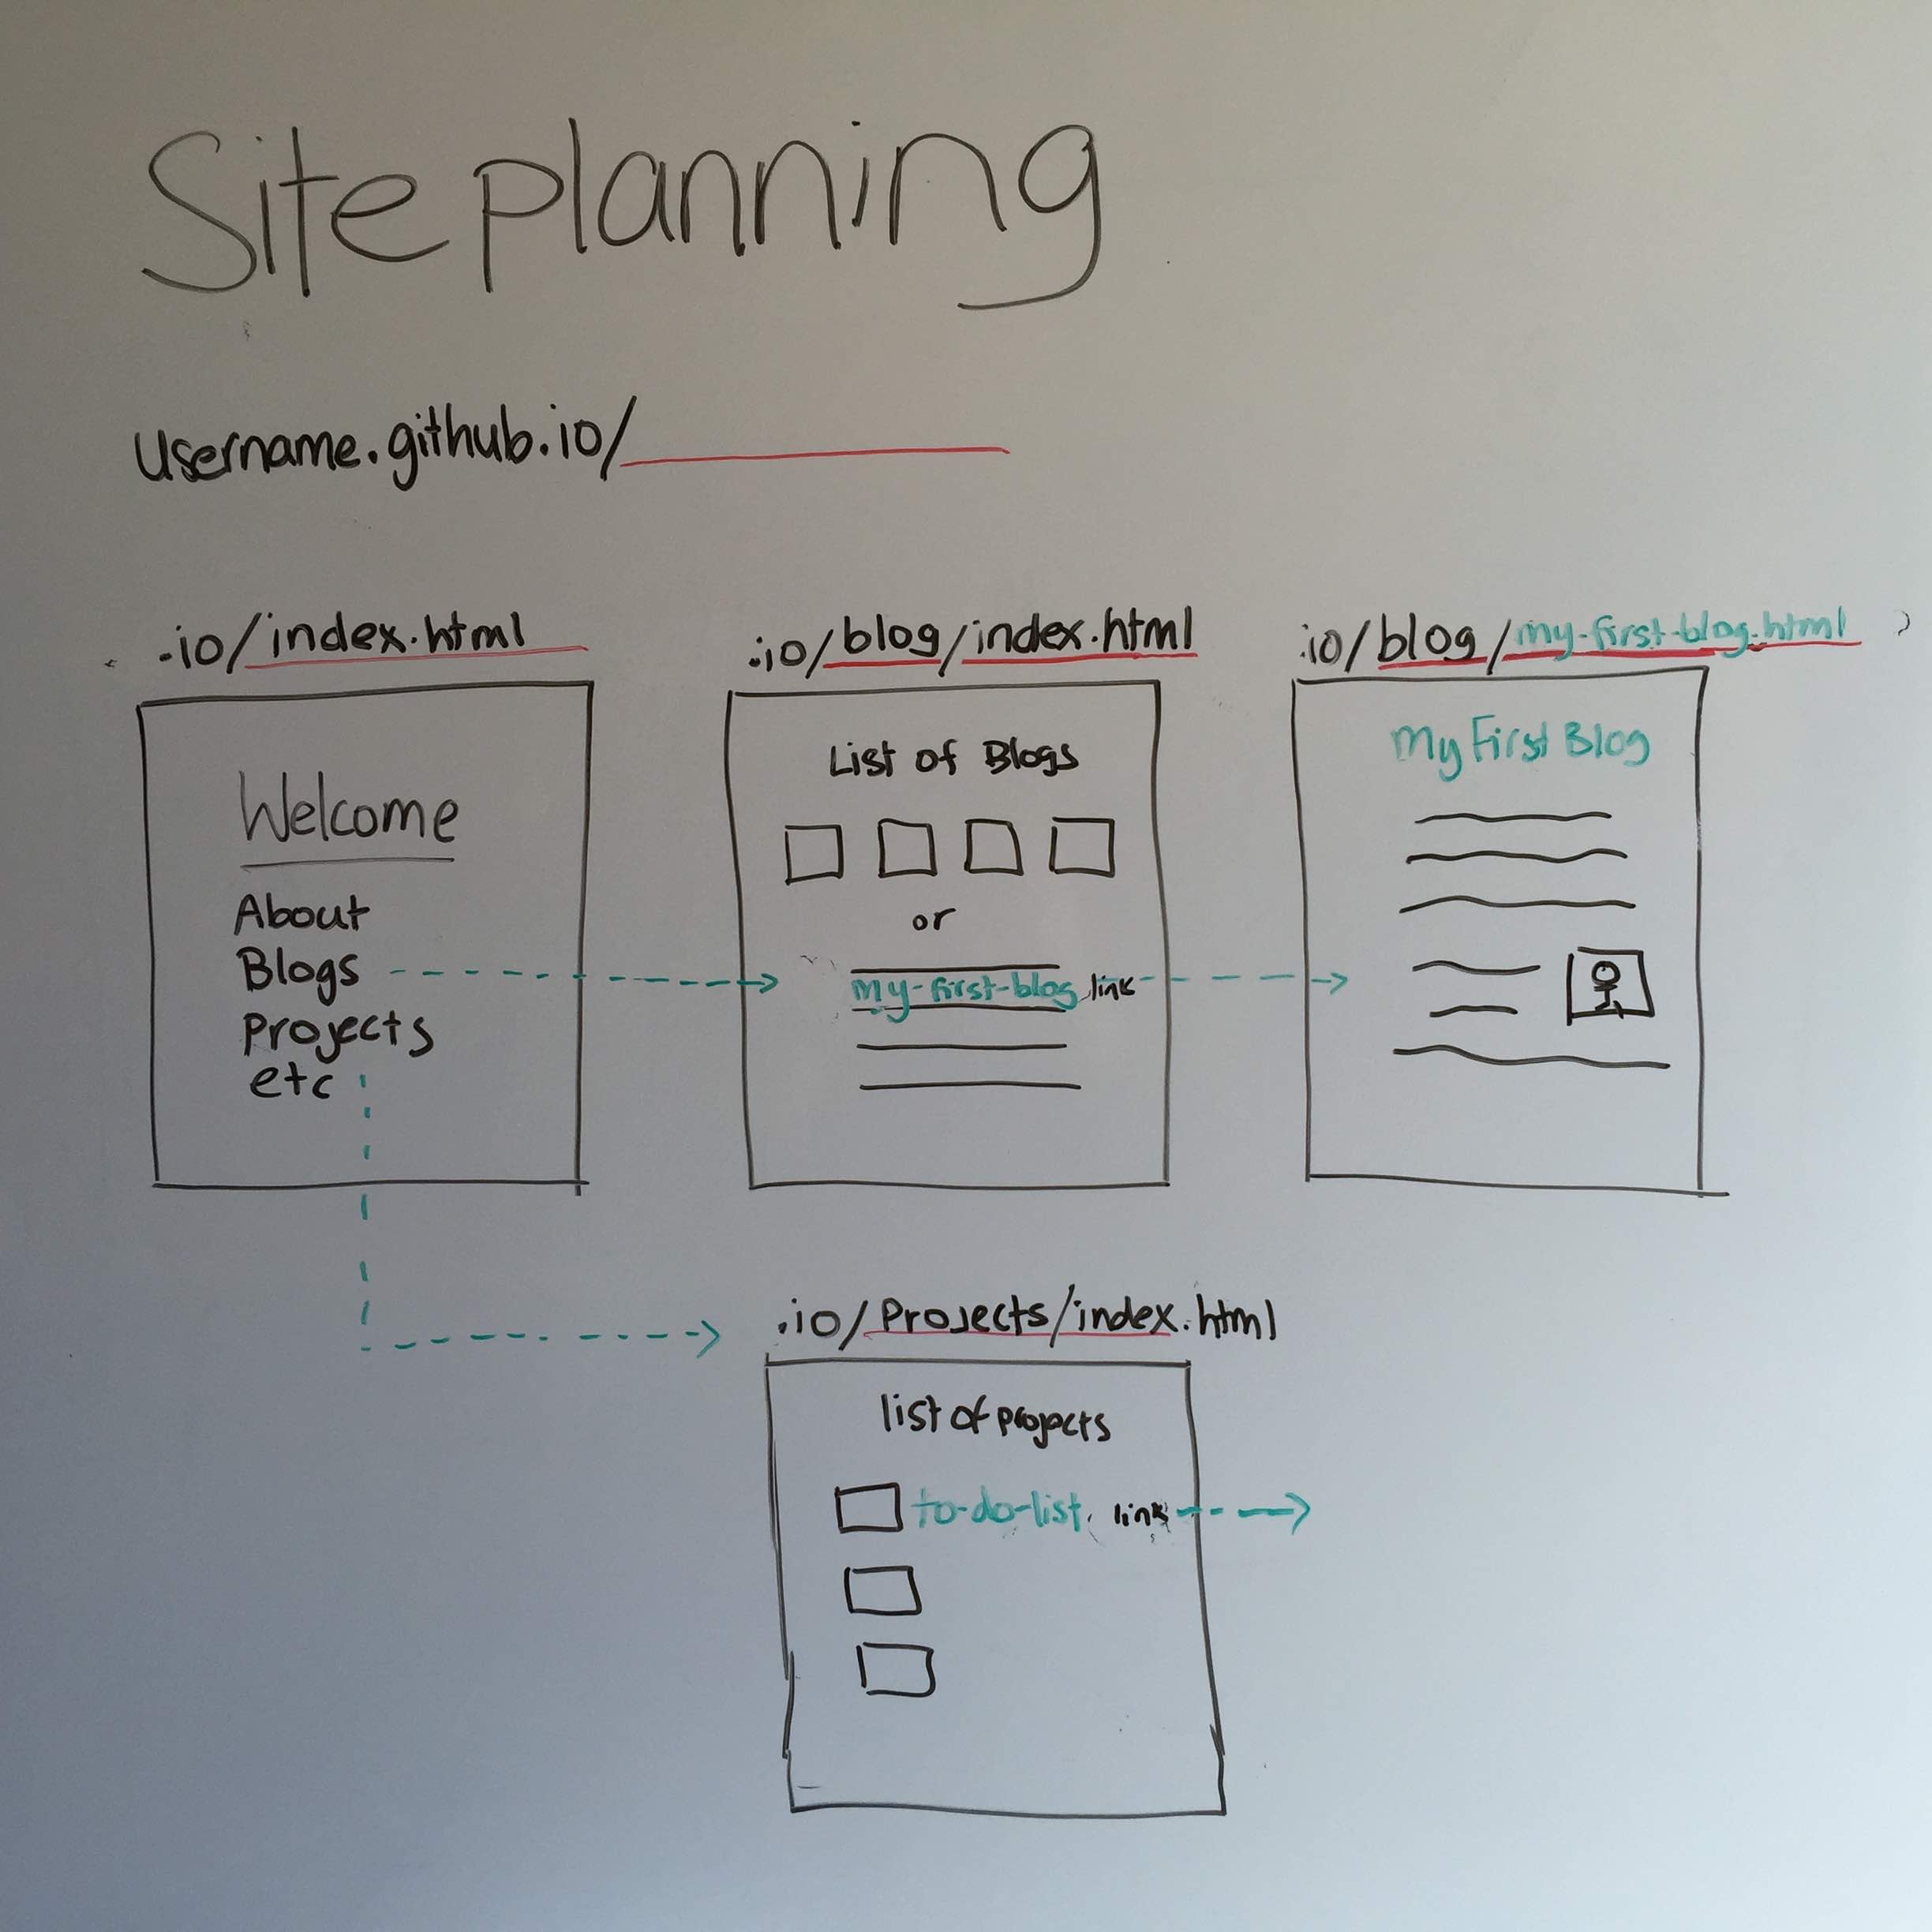 Site planning
Username.github.io/
.io/index.html
Welcome
About
Blogs
Projects
etc
.io/blog/index.html
List of Blogs
or
my-first-blog link
.io/blog/my-first-blog.html
My First Blog
.io/Projects/index.html
list of projects
to-do-list link